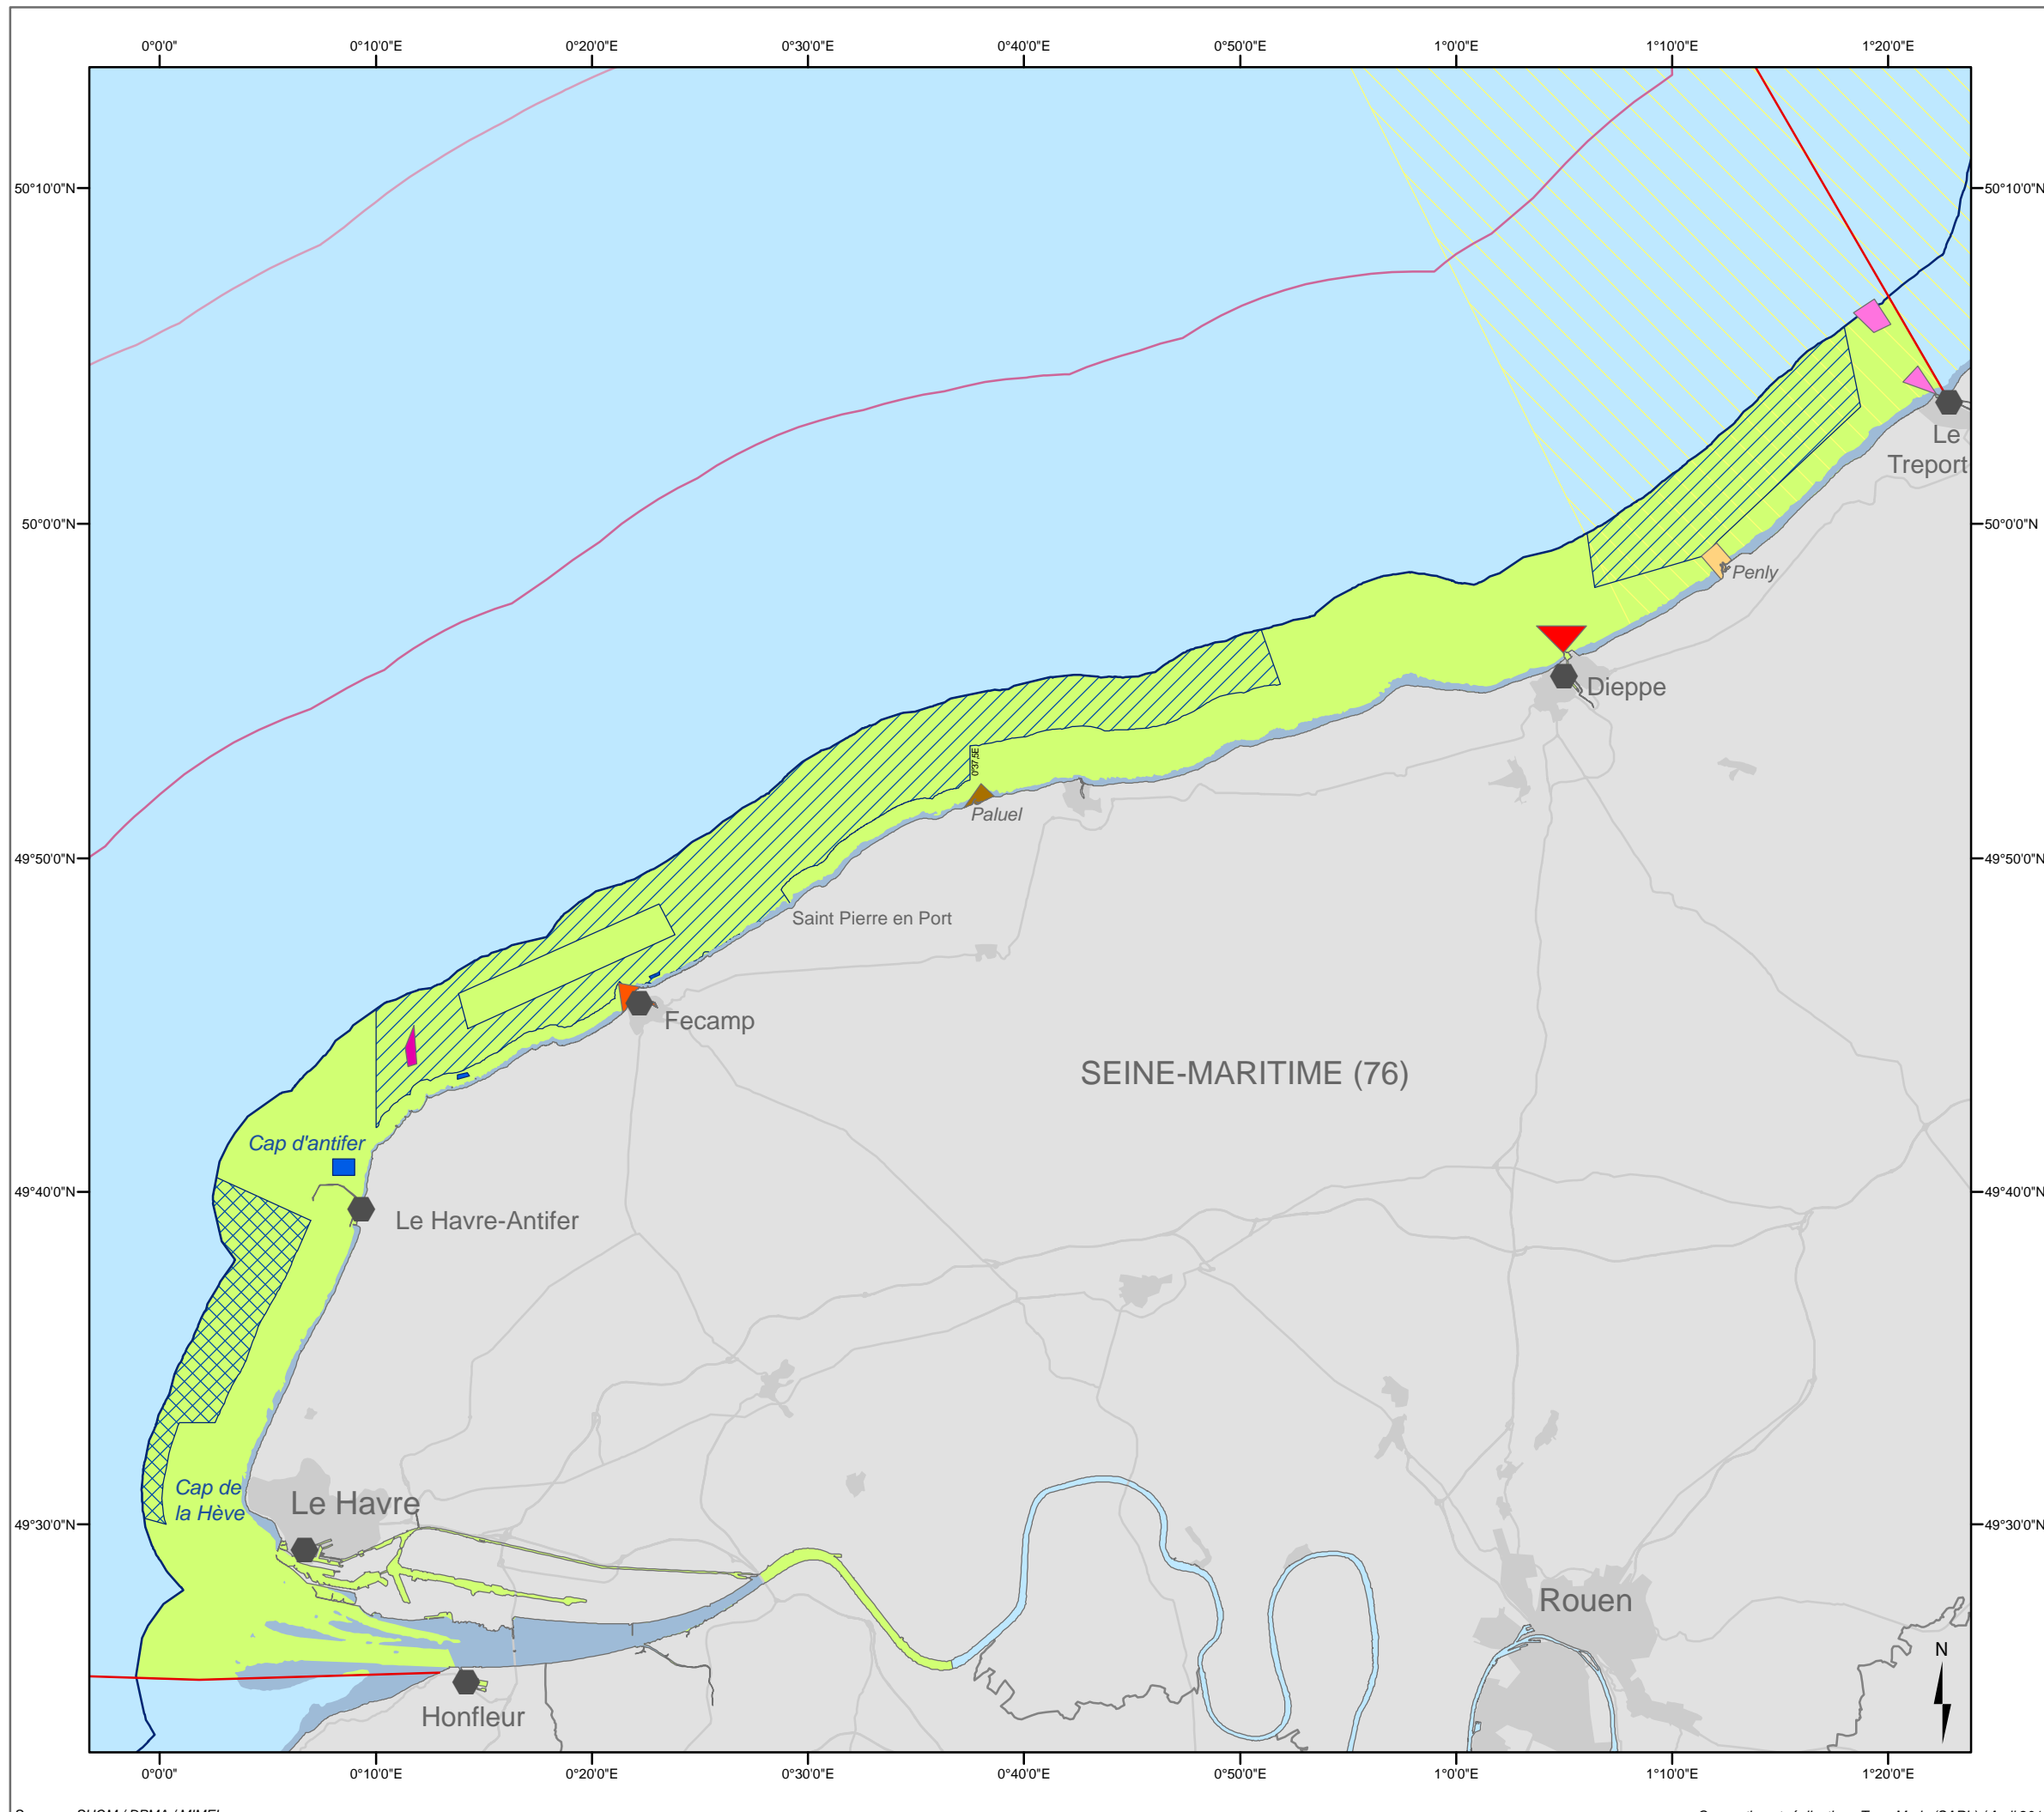 0°0'0"
0°10'0"E
0°20'0"E
0°30'0"E
0°40'0"E
0°50'0"E
1°0'0"E
1°10'0"E
1°20'0"E
50°10'0"N
50°10'0"N
Le
Treport
50°0'0"N
50°0'0"N
Penly
Dieppe
0°37,5E
Paluel
49°50'0"N
49°50'0"N
Saint Pierre en Port
Fecamp
SEINE-MARITIME (76)
Cap d'antifer
49°40'0"N
49°40'0"N
Le Havre-Antifer
Cap de
la Hève
Le Havre
49°30'0"N
49°30'0"N
Rouen
N
Honfleur
0°0'0"
0°10'0"E
0°20'0"E
0°30'0"E
0°40'0"E
0°50'0"E
1°0'0"E
1°10'0"E
1°20'0"E